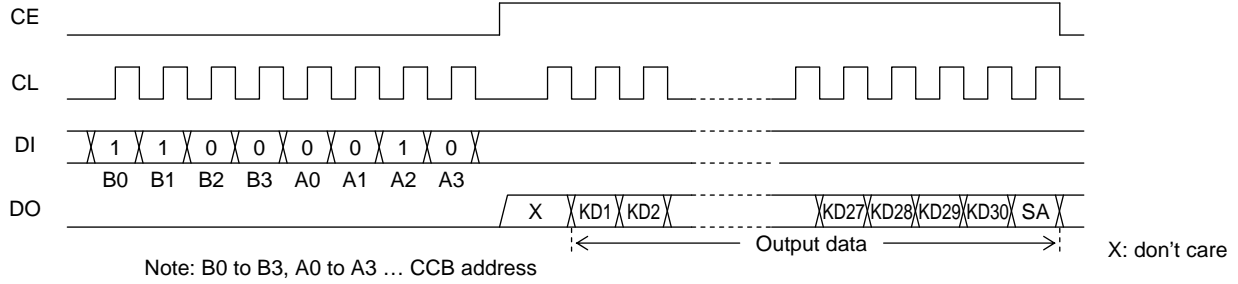 CE
CL
DI 1 1 0 0 0 0 1 0
B0 B1 B2 B3 A0 A1 A2 A3
DO X KD1 KD2 KD27 KD28 KD29 KD30 SA
Output data
X: don't care
Note: B0 to B3, A0 to A3 … CCB address